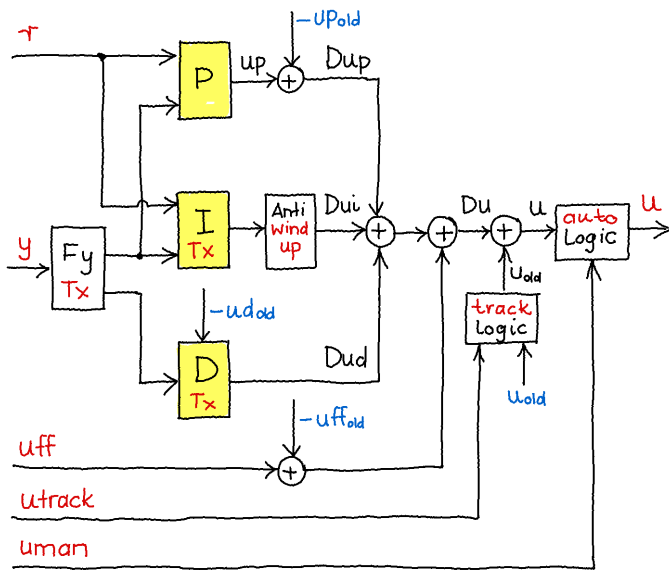 -upold
r
up
Dup
P
Anti
wind
up
Dui
Du
u
auto
Logic
u
I
Tx
y
Fy
Tx
uold
-udold
track
Logic
D
Tx
Dud
uold
-uffold
uff
utrack
uman